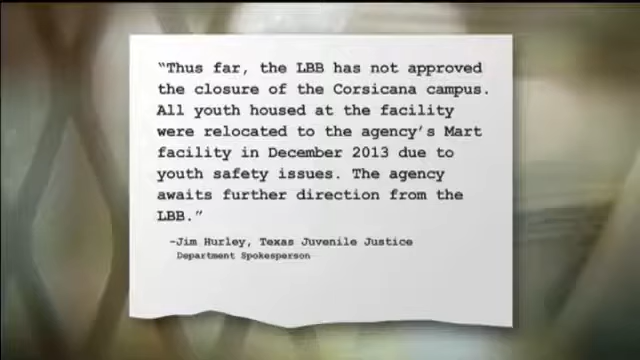 “Thus far, the LBB has not approved
the closure of the Corsicana campus.
All youth housed at the facility
were relocated to the agency’s Mart
facility in December 2013 due to
youth safety issues. The agency
awaits further direction from the
LBB.”
-Jim Hurley, Texas Juvenile Justice
Department Spokesperson